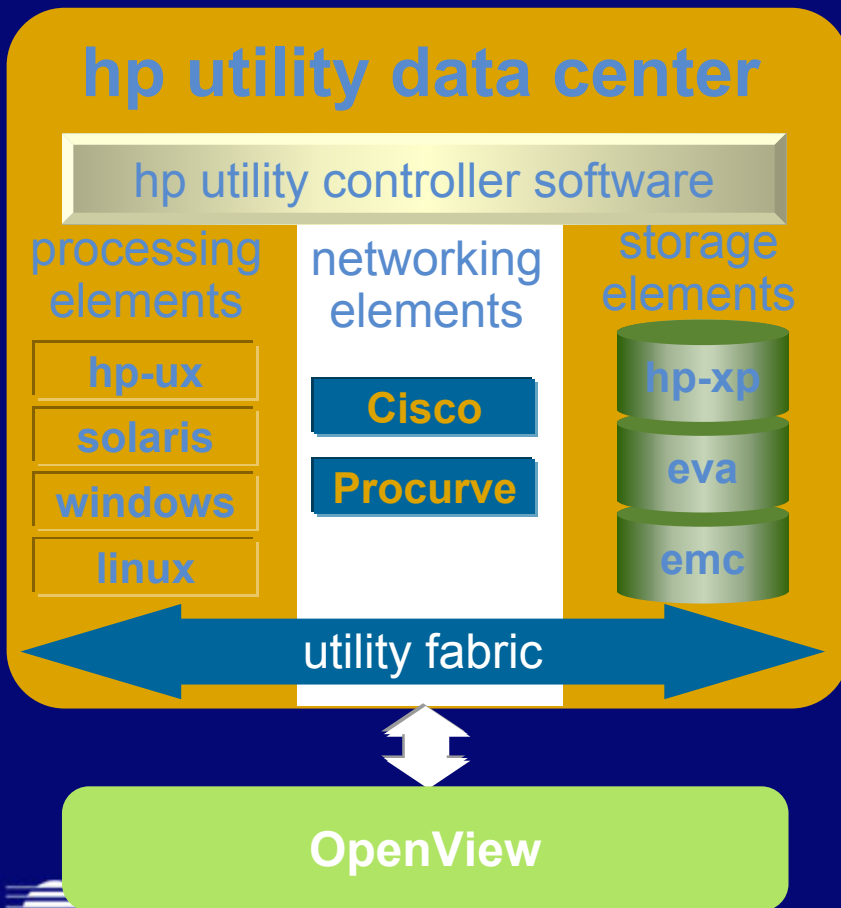 hp utility data center
hp utility controller software
processing
elements
hp-ux
solaris
windows
linux
networking
elements
Cisco
Procurve
storage
elements
hp-xp
eva
emc
utility fabric
OpenView